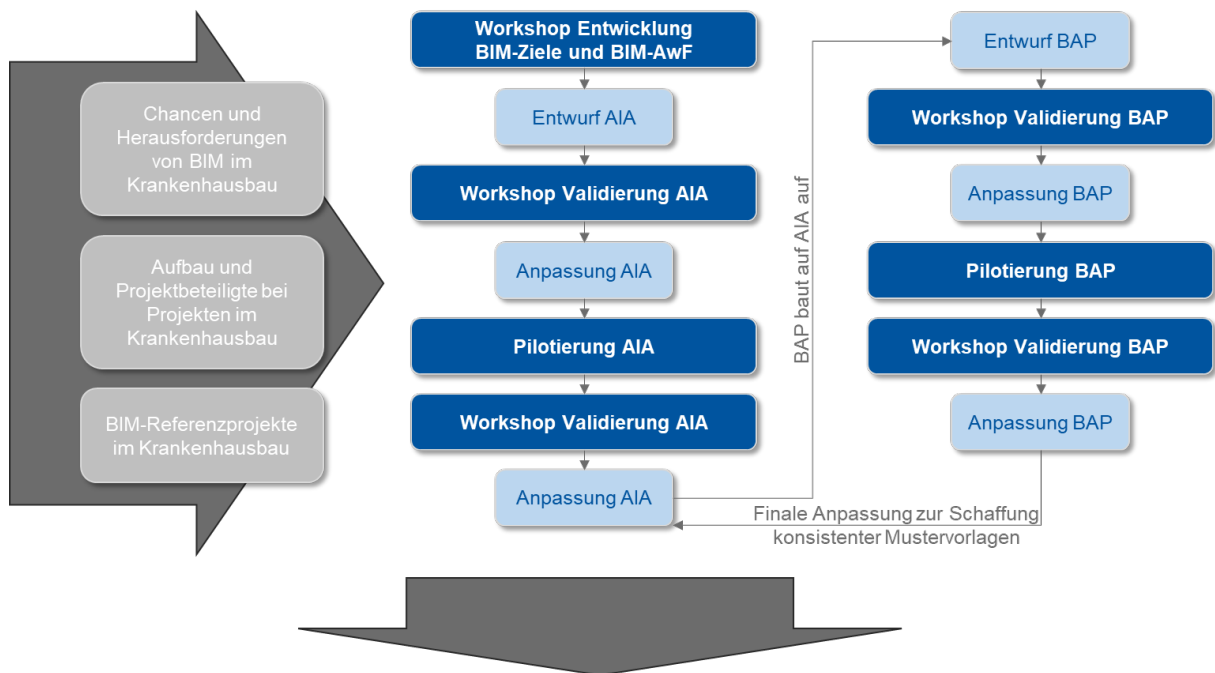 Chancen und
Herausforderungen
von BIM im
Krankenhausbau
Aufbau und
Projektbeteiligte bei
Projekten im
Krankenhausbau
BIM-Referenzprojekte
im Krankenhausbau
Workshop Entwicklung
BIM-Ziele und BIM-AwF
Entwurf AIA
Workshop Validierung AIA
Anpassung AIA
Pilotierung AIA
Workshop Validierung AIA
Anpassung AIA
BAP baut auf AIA auf
Entwurf BAP
Workshop Validierung BAP
Anpassung BAP
Pilotierung BAP
Workshop Validierung BAP
Anpassung BAP
Finale Anpassung zur Schaffung
konsistenter Mustervorlagen